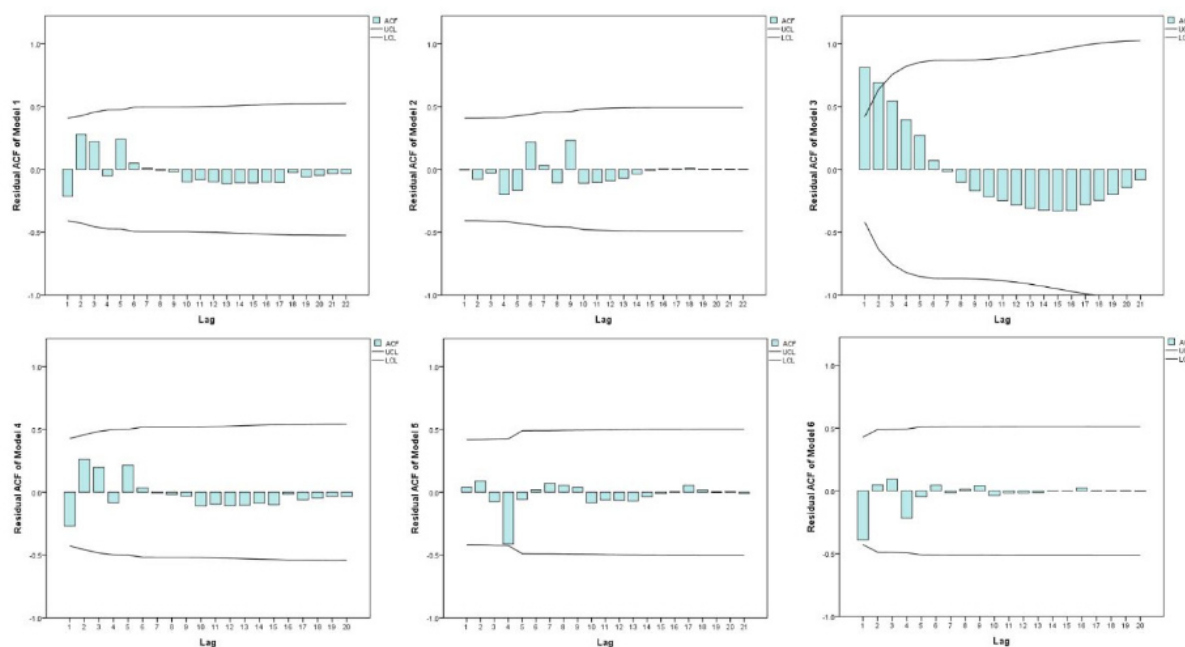 ACF
UCL
LCL
Residual ACF of Model 1
1.0
0.5
0.0
-0.5
-1.0
1 2 3 4 5 6 7 8 9 10 11 12 13 14 15 16 17 18 19 20 21 22
Lag
ACF
UCL
LCL
Residual ACF of Model 2
1.0
0.5
0.0
-0.5
-1.0
1 2 3 4 5 6 7 8 9 10 11 12 13 14 15 16 17 18 19 20 21 22
Lag
UCL
LCL
Residual ACF of Model 3
1.0
0.5
0.0
-0.5
-1.0
1 2 3 4 5 6 7 8 9 10 11 12 13 14 15 16 17 18 19 20 21
Lag
ACF
UCL
LCL
Residual ACF of Model 4
1.0
0.5
0.0
-0.5
-1.0
1 2 3 4 5 6 7 8 9 10 11 12 13 14 15 16 17 18 19 20
Lag
ACF
UCL
LCL
Residual ACF of Model 5
1.0
0.5
0.0
-0.5
-1.0
1 2 3 4 5 6 7 8 9 10 11 12 13 14 15 16 17 18 19 20 21
Lag
Residual ACF of Model 6
1.0
0.5
0.0
-0.5
-1.0
1 2 3 4 5 6 7 8 9 10 11 12 13 14 15 16 17 18 19 20
Lag